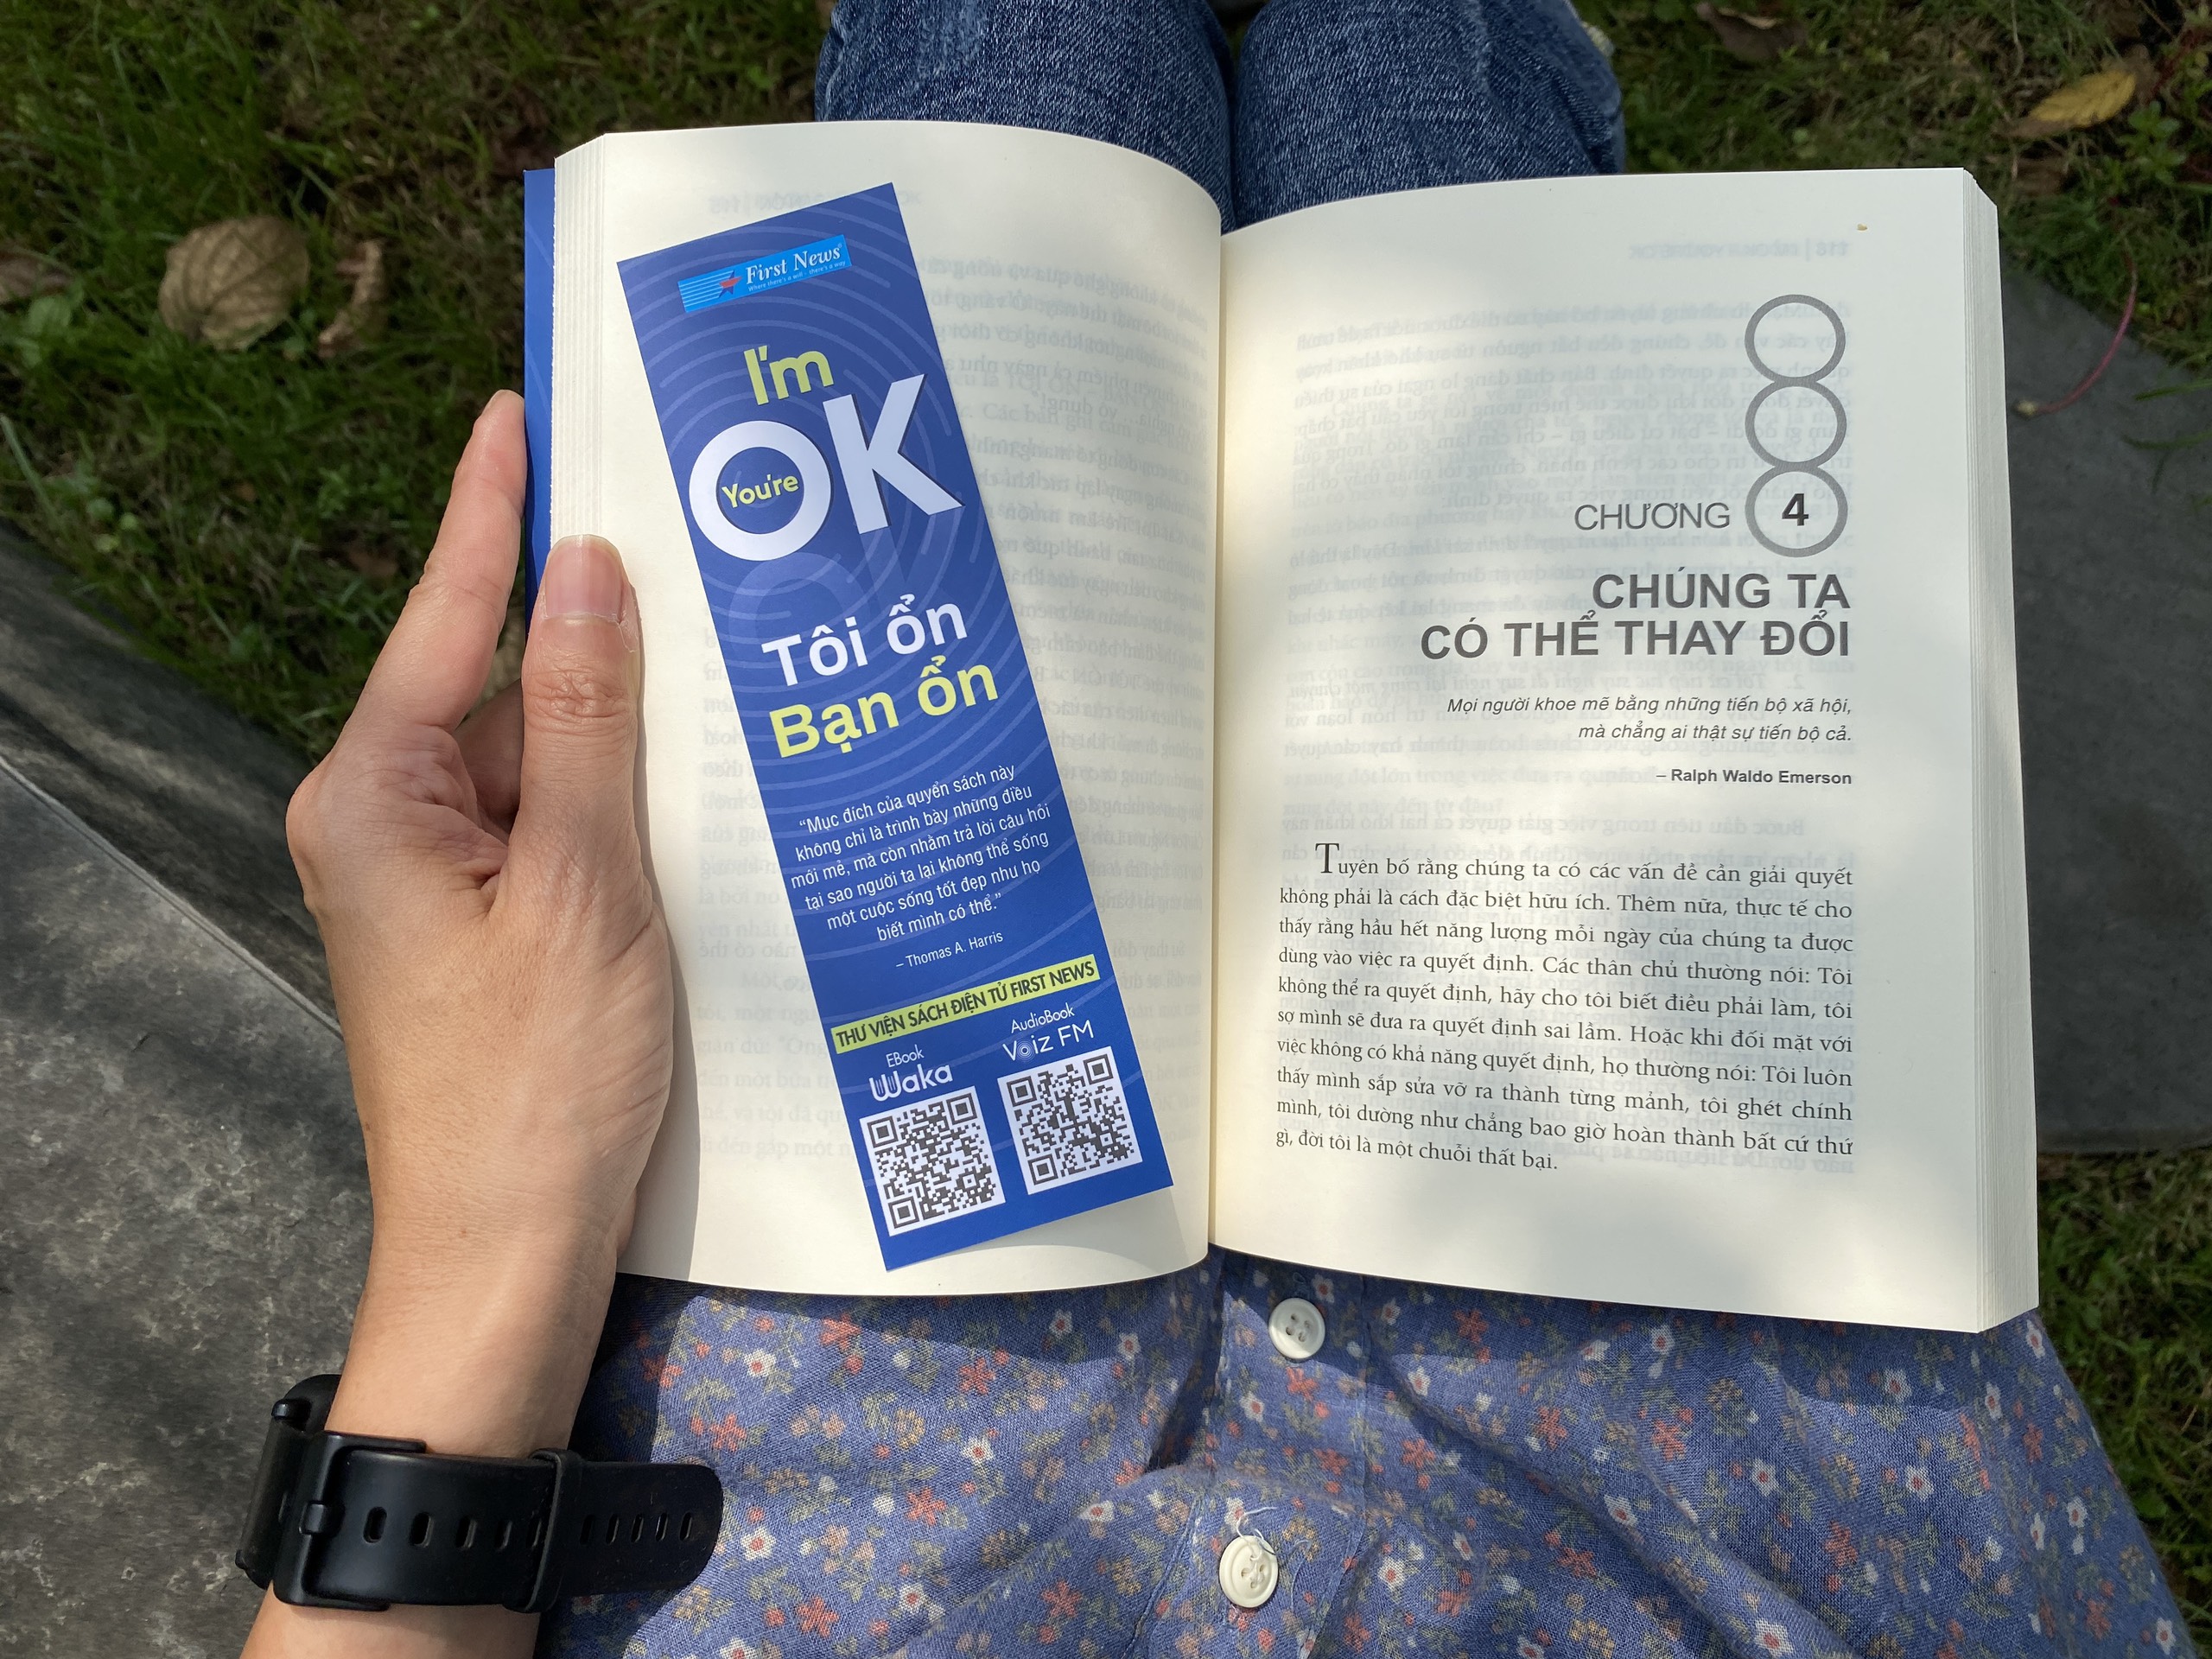 First News
Where there's a will - there's a way
I'm
OK
You're
Tôi ổn
Bạn ổn
“Mục đích của quyển sách này
không chỉ là trình bày những điều
mới mẻ, mà còn nhằm trả lời câu hỏi
tại sao người ta lại không thể sống
một cuộc sống tốt đẹp như họ
biết mình có thể.”
– Thomas A. Harris
THƯ VIỆN SÁCH ĐIỆN TỬ FIRST NEWS
EBook
Waka
AudioBook
Voiz FM
CHƯƠNG 4
CHÚNG TA
CÓ THỂ THAY ĐỔI
Mọi người khoe mẽ bằng những tiến bộ xã hội,
mà chẳng ai thật sự tiến bộ cả.
– Ralph Waldo Emerson
Tuyên bố rằng chúng ta có các vấn đề cần giải quyết
không phải là cách đặc biệt hữu ích. Thêm nữa, thực tế cho
thấy rằng hầu hết năng lượng mỗi ngày của chúng ta được
dùng vào việc ra quyết định. Các thân chủ thường nói: Tôi
không thể ra quyết định, hãy cho tôi biết điều phải làm, tôi
sợ mình sẽ đưa ra quyết định sai lầm. Hoặc khi đối mặt với
việc không có khả năng quyết định, họ thường nói: Tôi luôn
thấy mình sắp sửa vỡ ra thành từng mảnh, tôi ghét chính
mình, tôi dường như chẳng bao giờ hoàn thành bất cứ thứ
gì, đời tôi là một chuỗi thất bại.